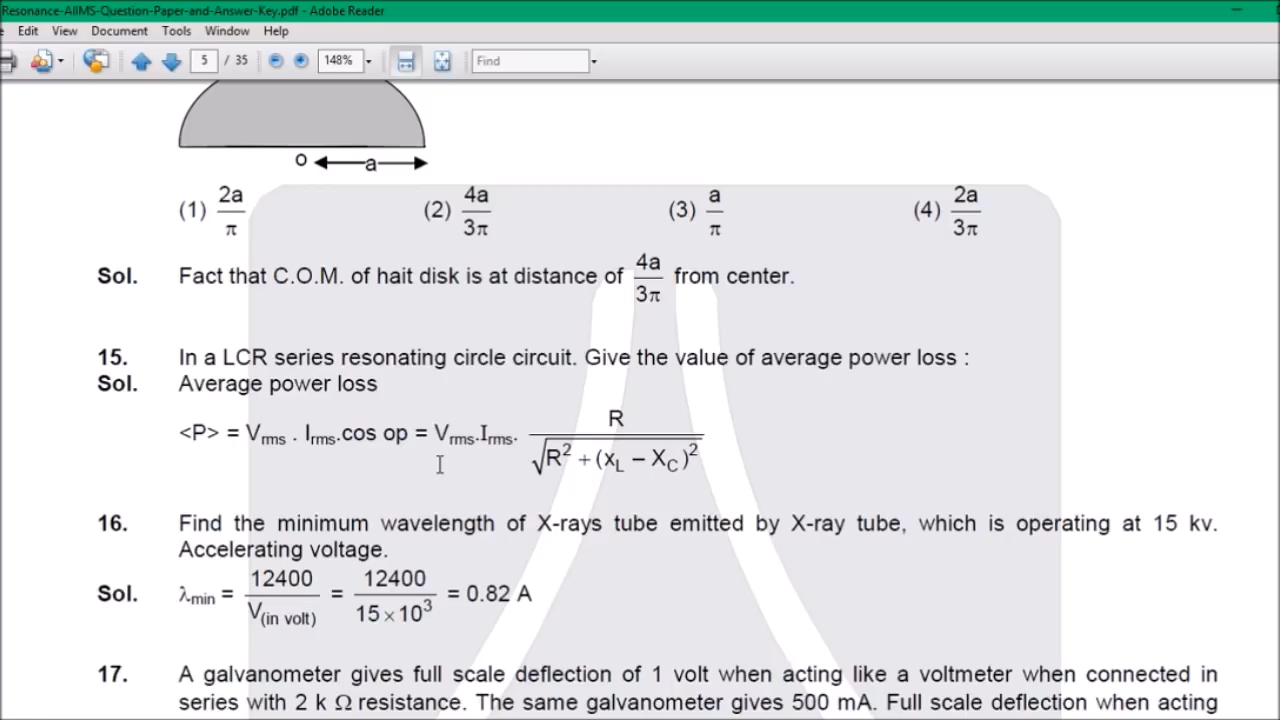 Resonance-AIIMS-Question-Paper-and-Answer-Key.pdf - Adobe Reader
Edit View Document Tools Window Help
5 / 35 148% Find
O a
(1) 2a/π (2) 4a/3π (3) a/π (4) 2a/3π
Sol. Fact that C.O.M. of hait disk is at distance of 4a/3π from center.
15. In a LCR series resonating circle circuit. Give the value of average power loss :
Sol. Average power loss
<P> = Vrms . Irms.cos op = Vrms.Irms. R/√(R² + (xL – XC)²)
16. Find the minimum wavelength of X-rays tube emitted by X-ray tube, which is operating at 15 kv.
Accelerating voltage.
Sol. λmin = 12400/V(in volt) = 12400/15×10³ = 0.82 A
17. A galvanometer gives full scale deflection of 1 volt when acting like a voltmeter when connected in
series with 2 k Ω resistance. The same galvanometer gives 500 mA. Full scale deflection when acting